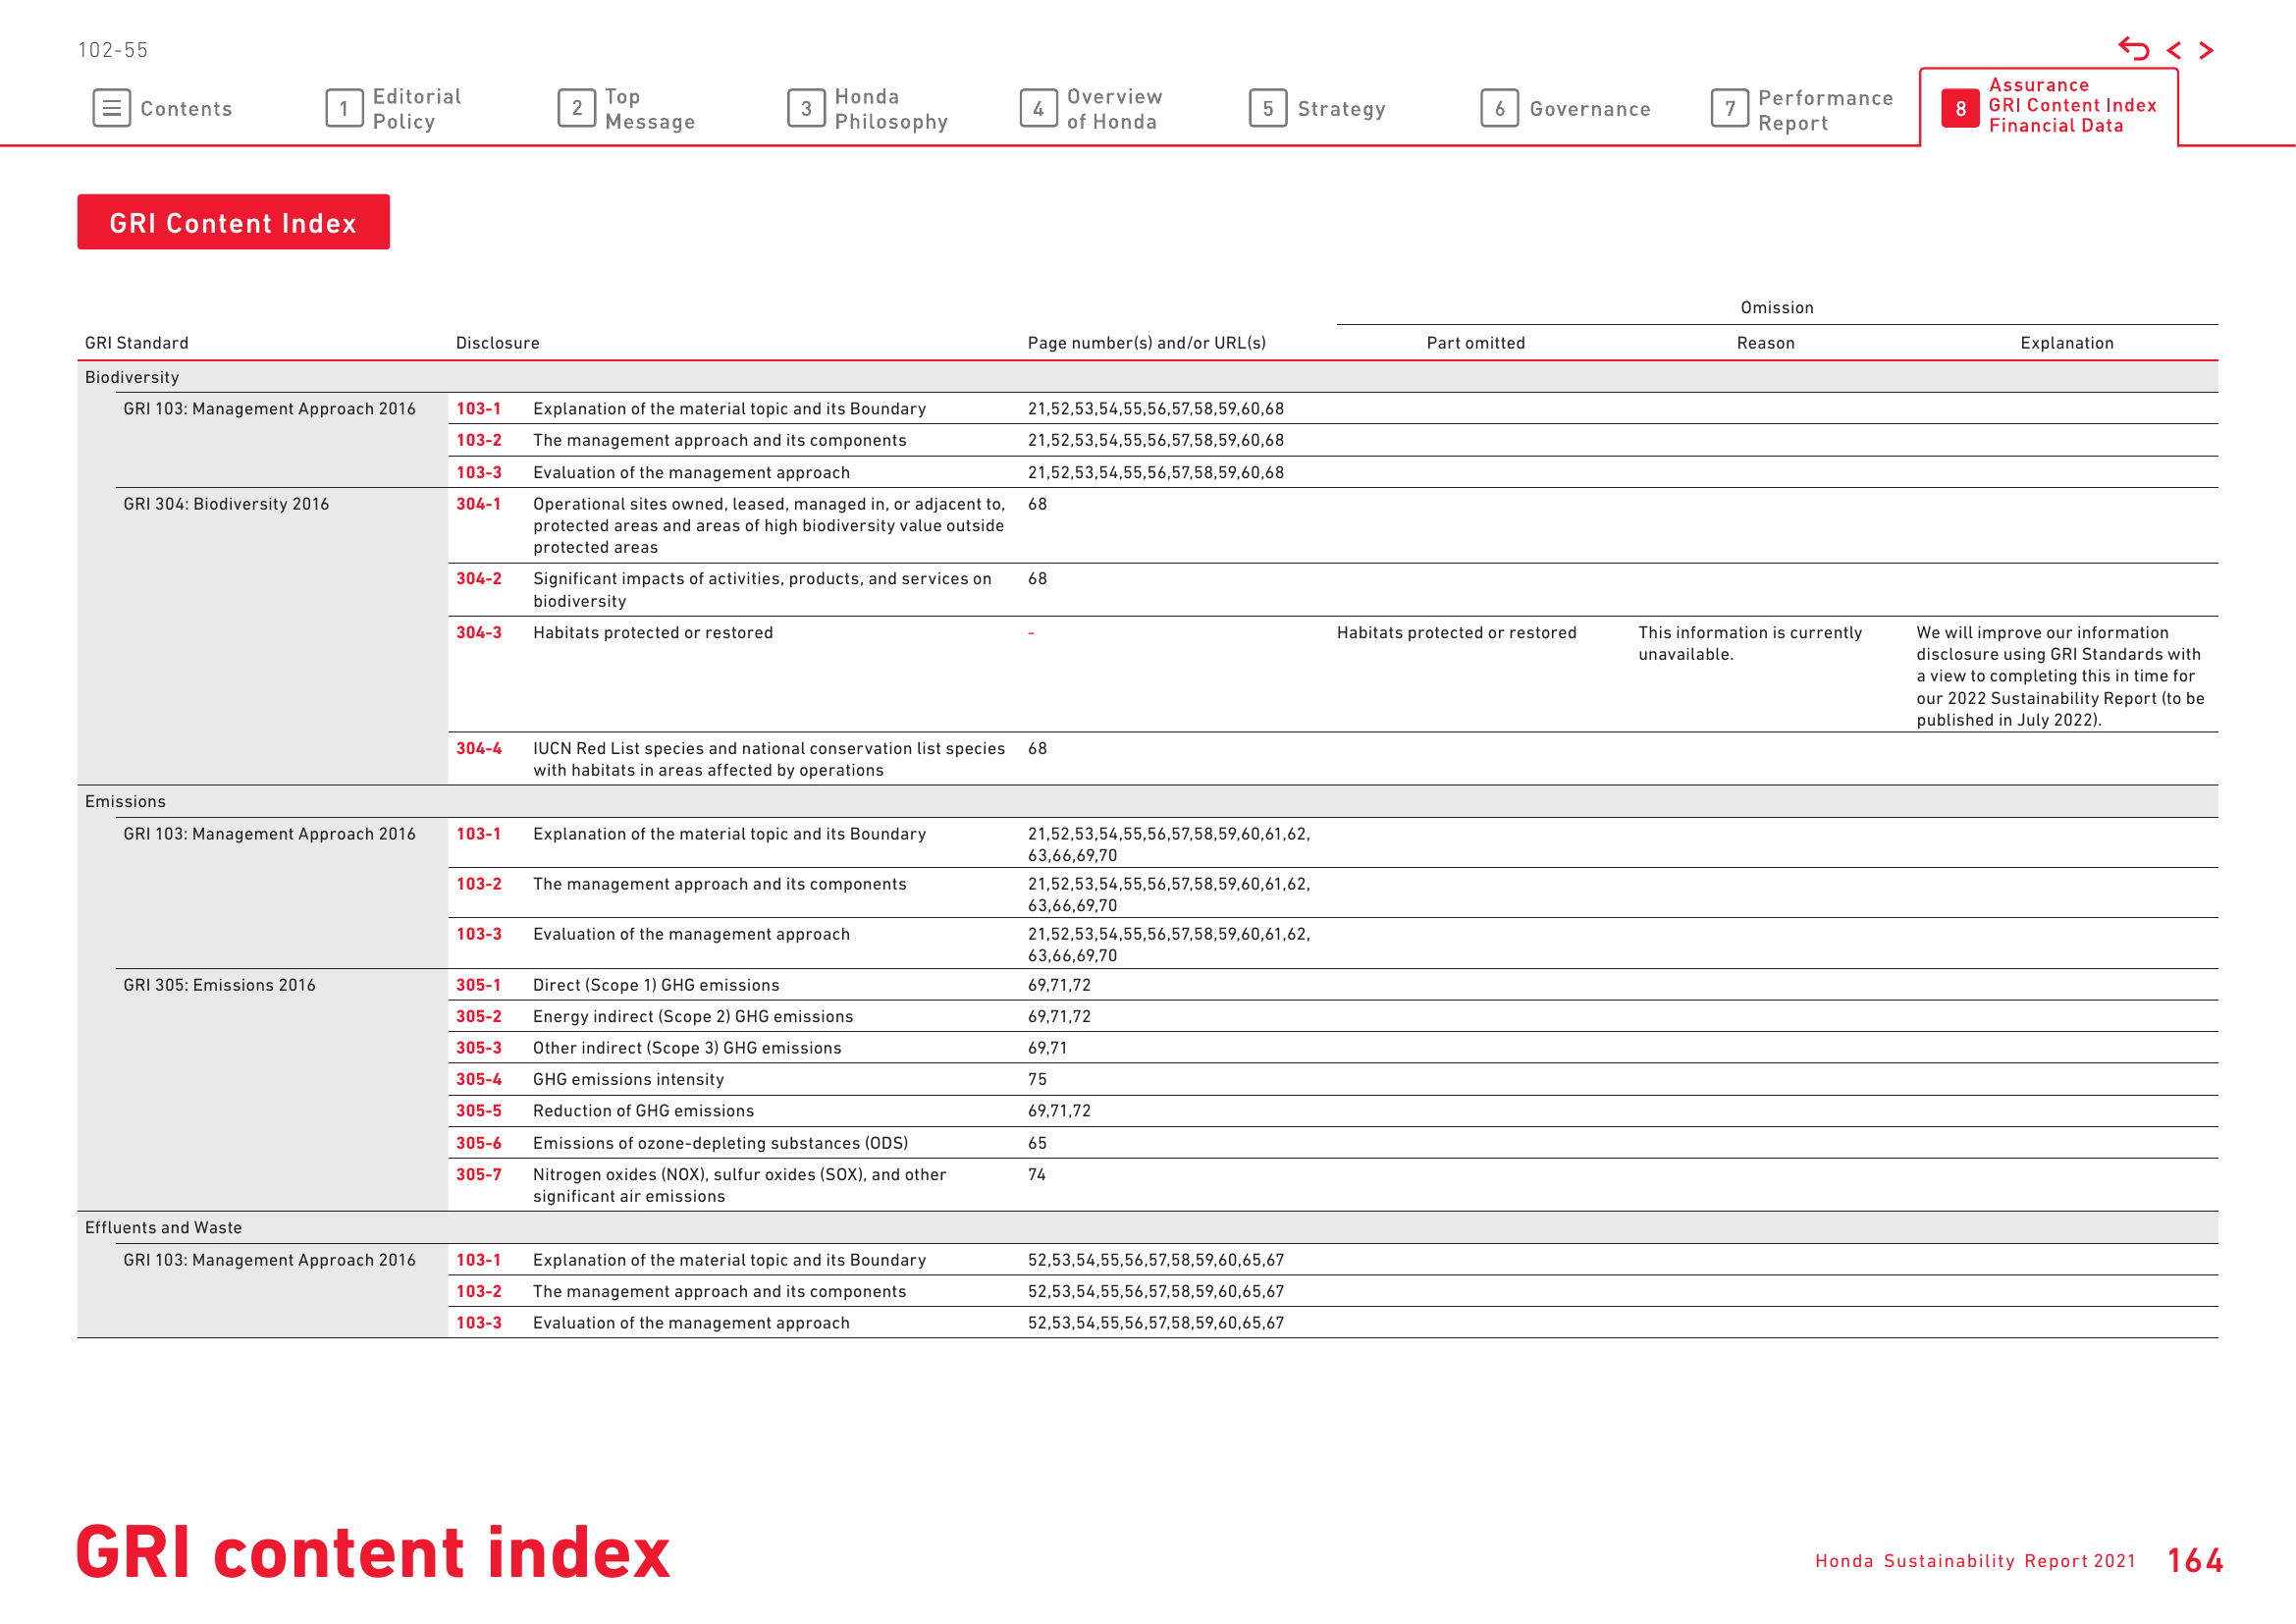 102-55
Contents
1 Editorial Policy
2 Top Message
3 Honda Philosophy
4 Overview of Honda
5 Strategy
6 Governance
7 Performance Report
8 Assurance GRI Content Index Financial Data
GRI Content Index
Omission
GRI Standard Disclosure Page number(s) and/or URL(s) Part omitted Reason Explanation
Biodiversity
GRI 103: Management Approach 2016 103-1 Explanation of the material topic and its Boundary 21,52,53,54,55,56,57,58,59,60,68
103-2 The management approach and its components 21,52,53,54,55,56,57,58,59,60,68
103-3 Evaluation of the management approach 21,52,53,54,55,56,57,58,59,60,68
GRI 304: Biodiversity 2016 304-1 Operational sites owned, leased, managed in, or adjacent to, 68
protected areas and areas of high biodiversity value outside
protected areas
304-2 Significant impacts of activities, products, and services on 68
biodiversity
304-3 Habitats protected or restored - Habitats protected or restored This information is currently We will improve our information
unavailable. disclosure using GRI Standards with
a view to completing this in time for
our 2022 Sustainability Report (to be
published in July 2022).
304-4 IUCN Red List species and national conservation list species 68
with habitats in areas affected by operations
Emissions
GRI 103: Management Approach 2016 103-1 Explanation of the material topic and its Boundary 21,52,53,54,55,56,57,58,59,60,61,62,
63,66,69,70
103-2 The management approach and its components 21,52,53,54,55,56,57,58,59,60,61,62,
63,66,69,70
103-3 Evaluation of the management approach 21,52,53,54,55,56,57,58,59,60,61,62,
63,66,69,70
GRI 305: Emissions 2016 305-1 Direct (Scope 1) GHG emissions 69,71,72
305-2 Energy indirect (Scope 2) GHG emissions 69,71,72
305-3 Other indirect (Scope 3) GHG emissions 69,71
305-4 GHG emissions intensity 75
305-5 Reduction of GHG emissions 69,71,72
305-6 Emissions of ozone-depleting substances (ODS) 65
305-7 Nitrogen oxides (NOX), sulfur oxides (SOX), and other 74
significant air emissions
Effluents and Waste
GRI 103: Management Approach 2016 103-1 Explanation of the material topic and its Boundary 52,53,54,55,56,57,58,59,60,65,67
103-2 The management approach and its components 52,53,54,55,56,57,58,59,60,65,67
103-3 Evaluation of the management approach 52,53,54,55,56,57,58,59,60,65,67
GRI content index
Honda Sustainability Report 2021 164